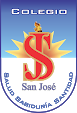 COLEGIO
San José
SALUD SABIDURÍA SANTIDAD